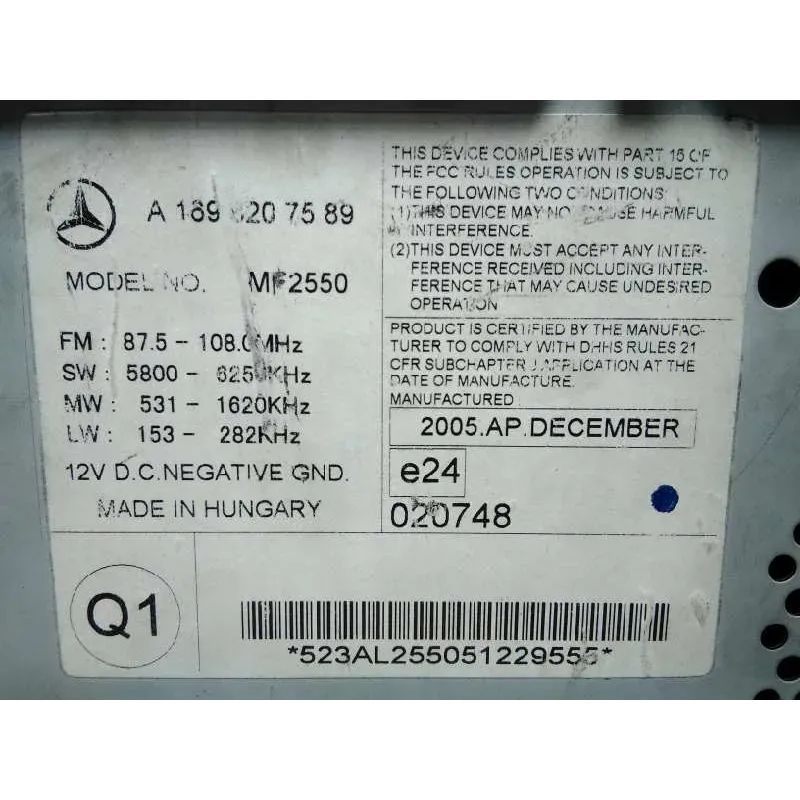 A 169 820 75 89
MODEL NO. MF2550
FM : 87.5 - 108.0MHz
SW : 5800 - 6250KHz
MW : 531 - 1620KHz
LW : 153 - 282KHz
12V D.C.NEGATIVE GND.
MADE IN HUNGARY
THIS DEVICE COMPLIES WITH PART 15 OF
THE FCC RULES OPERATION IS SUBJECT TO
THE FOLLOWING TWO CONDITIONS
(1)THIS DEVICE MAY NOT CAUSE HARMFUL
INTERFERENCE.
(2)THIS DEVICE MUST ACCEPT ANY INTER-
FERENCE RECEIVED INCLUDING INTER-
FERENCE THAT MAY CAUSE UNDESIRED
OPERATION
PRODUCT IS CERTIFIED BY THE MANUFAC-
TURER TO COMPLY WITH DHHS RULES 21
CFR SUBCHAPTER J APPLICATION AT THE
DATE OF MANUFACTURE.
MANUFACTURED :
2005.AP.DECEMBER
e24
020748
Q1
*523AL255051229555*